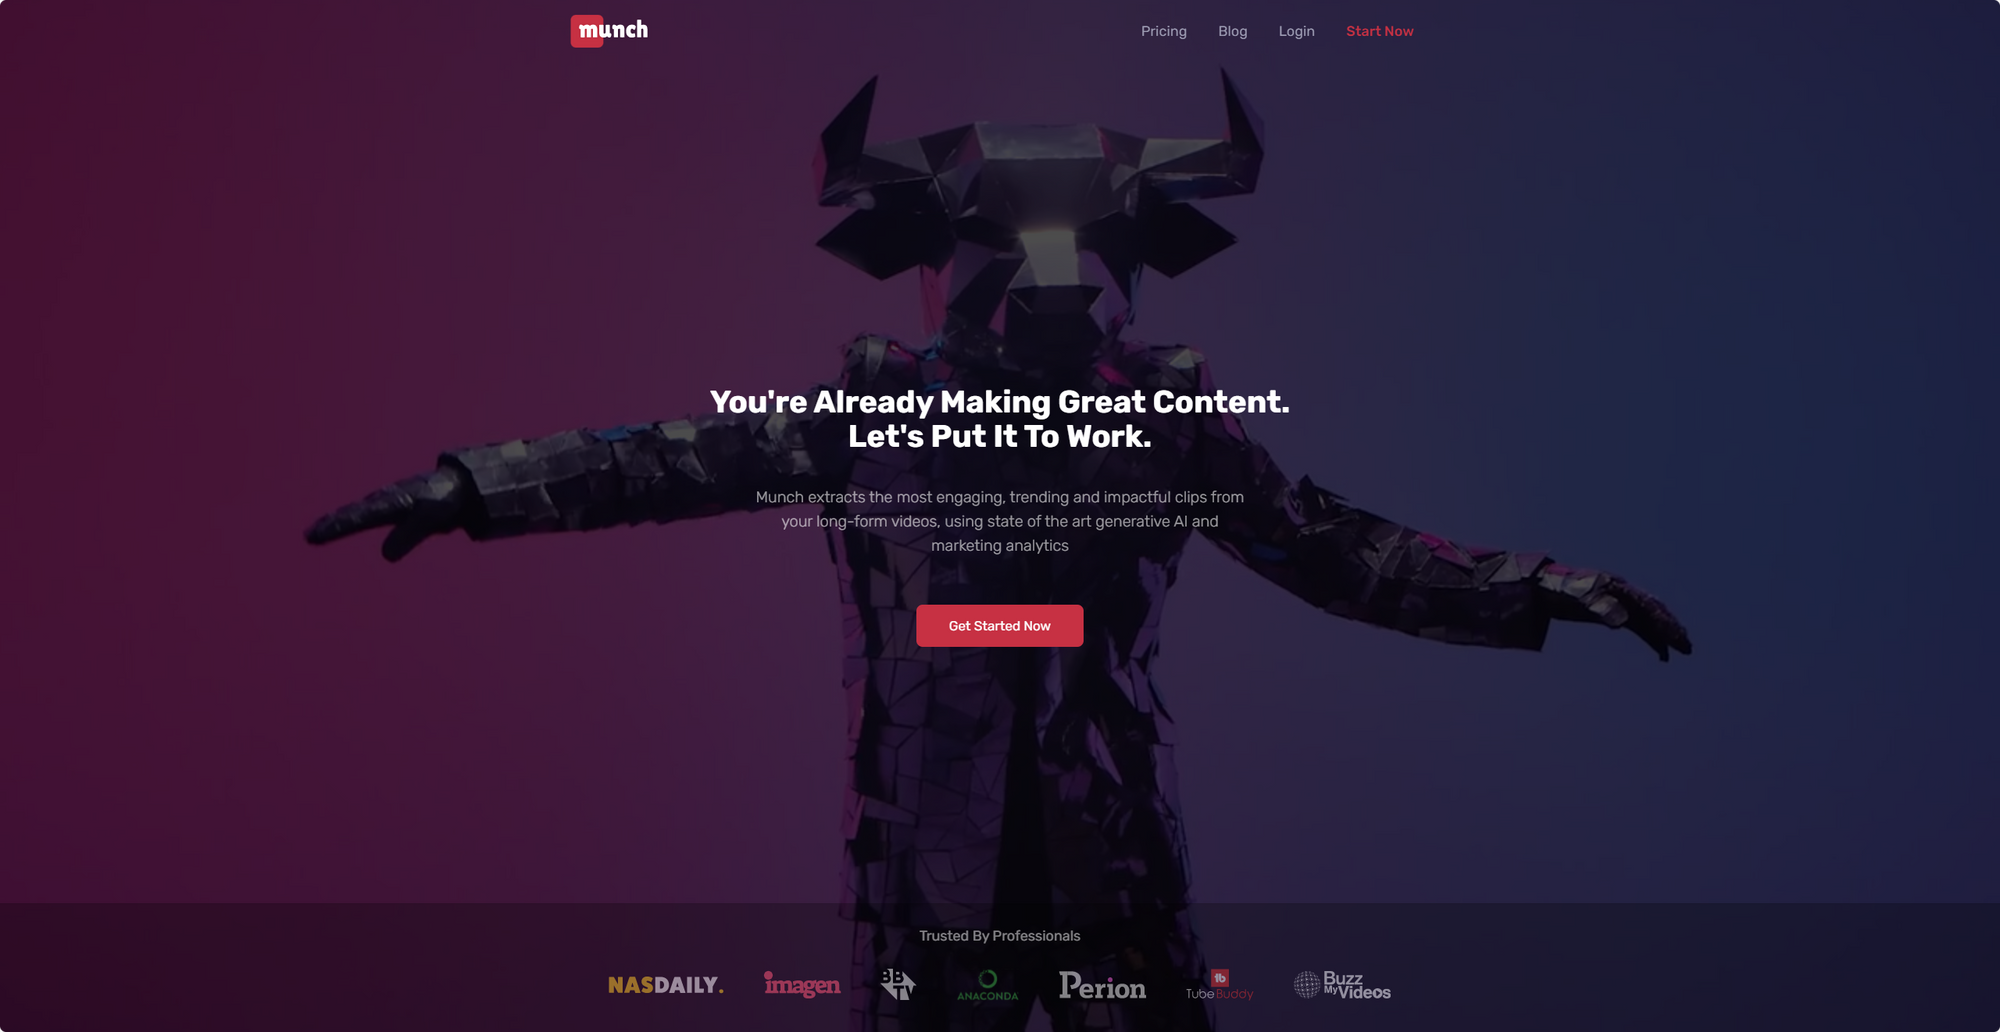 munch
Pricing
Blog
Login
Start Now
You're Already Making Great Content.
Let's Put It To Work.
Munch extracts the most engaging, trending and impactful clips from
your long-form videos, using state of the art generative AI and
marketing analytics
Get Started Now
Trusted By Professionals
NASDAILY.
imagen
BB
TV
ANACONDA
Perion
tb
TubeBuddy
Buzz
My Videos